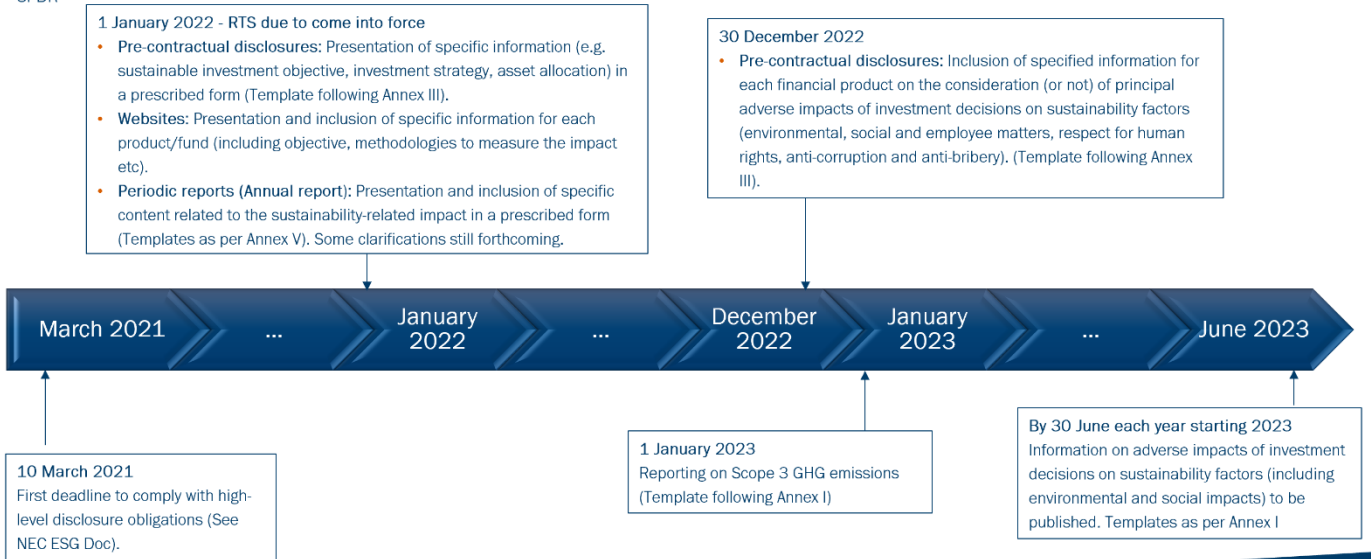 SFDR
1 January 2022 - RTS due to come into force
• Pre-contractual disclosures: Presentation of specific information (e.g.
sustainable investment objective, investment strategy, asset allocation) in
a prescribed form (Template following Annex III).
• Websites: Presentation and inclusion of specific information for each
product/fund (including objective, methodologies to measure the impact
etc).
• Periodic reports (Annual report): Presentation and inclusion of specific
content related to the sustainability-related impact in a prescribed form
(Templates as per Annex V). Some clarifications still forthcoming.
30 December 2022
• Pre-contractual disclosures: Inclusion of specified information for
each financial product on the consideration (or not) of principal
adverse impacts of investment decisions on sustainability factors
(environmental, social and employee matters, respect for human
rights, anti-corruption and anti-bribery). (Template following Annex
III).
March 2021
...
January
2022
...
December
2022
January
2023
...
June 2023
10 March 2021
First deadline to comply with high-
level disclosure obligations (See
NEC ESG Doc).
1 January 2023
Reporting on Scope 3 GHG emissions
(Template following Annex I)
By 30 June each year starting 2023
Information on adverse impacts of investment
decisions on sustainability factors (including
environmental and social impacts) to be
published. Templates as per Annex I